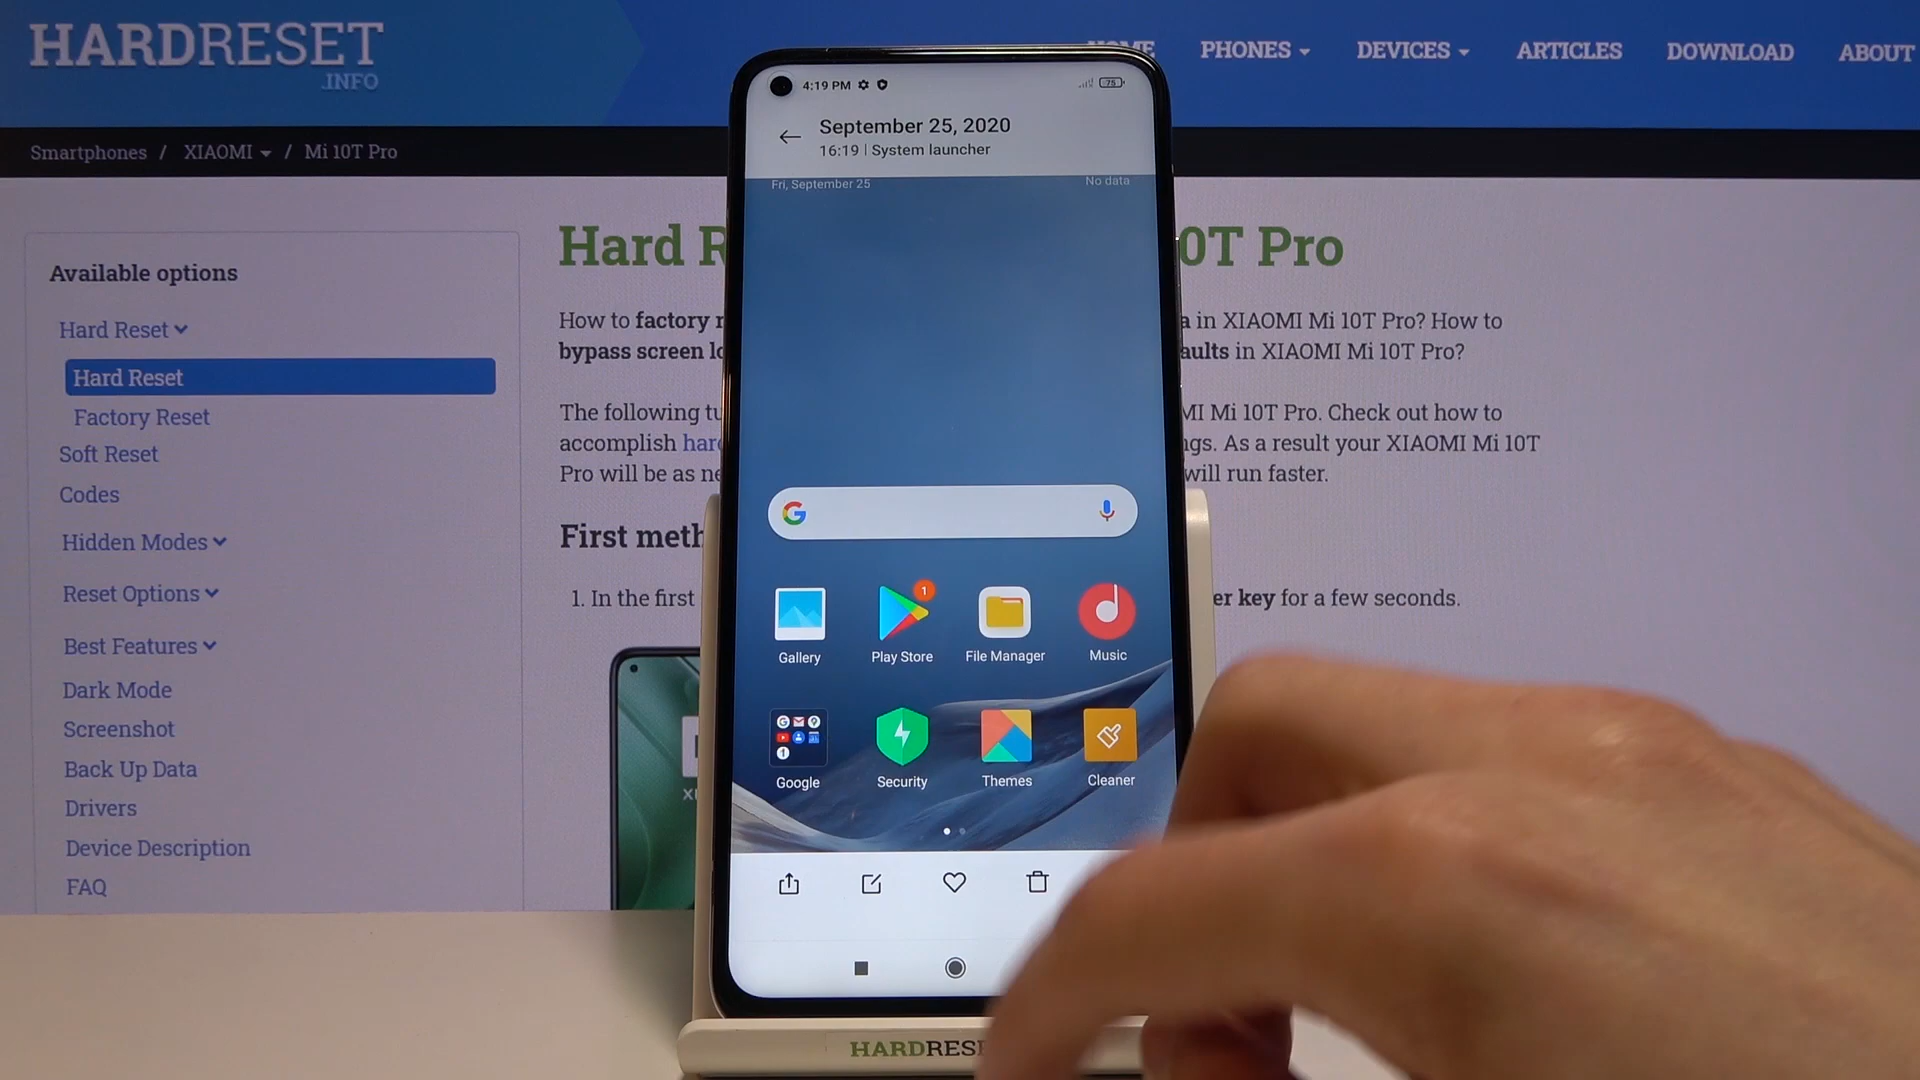 HARDRESET
.INFO
HOME
PHONES
DEVICES
ARTICLES
DOWNLOAD
ABOUT
Smartphones / XIAOMI / Mi 10T Pro
Available options
Hard Reset
Hard Reset
Factory Reset
Soft Reset
Codes
Hidden Modes
Reset Options
Best Features
Dark Mode
Screenshot
Back Up Data
Drivers
Device Description
FAQ
Hard 0T Pro
How to factory a in XIAOMI Mi 10T Pro? How to
bypass screen aults in XIAOMI Mi 10T Pro?
The following MI Mi 10T Pro. Check out how to
accomplish ngs. As a result your XIAOMI Mi 10T
Pro will be as will run faster.
First
1. In the first er key for a few seconds.
4:19 PM
75
September 25, 2020
16:19 | System launcher
Fri, September 25
No data
Gallery
1
Play Store
File Manager
Music
Google
Security
Themes
Cleaner
HARDRES